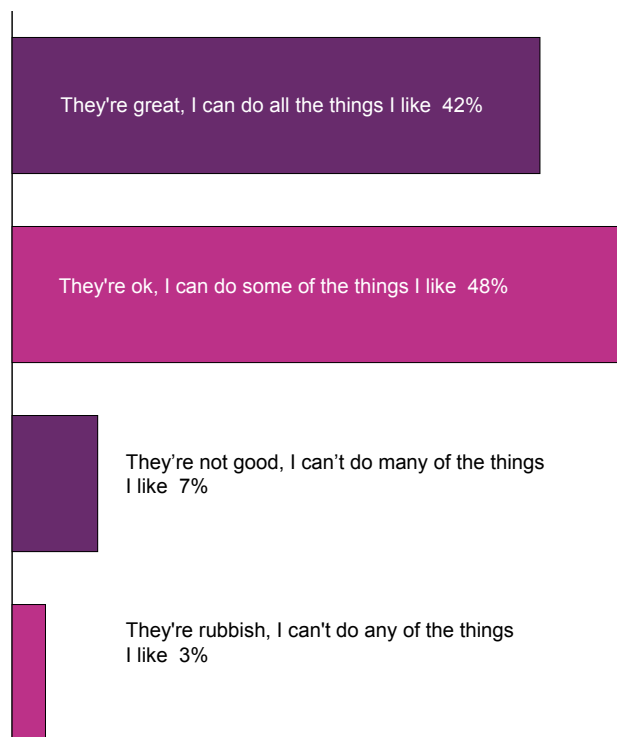 They're great, I can do all the things I like  42%
They're ok, I can do some of the things I like  48%
They’re not good, I can’t do many of the things
I like  7%
They're rubbish, I can't do any of the things
I like  3%